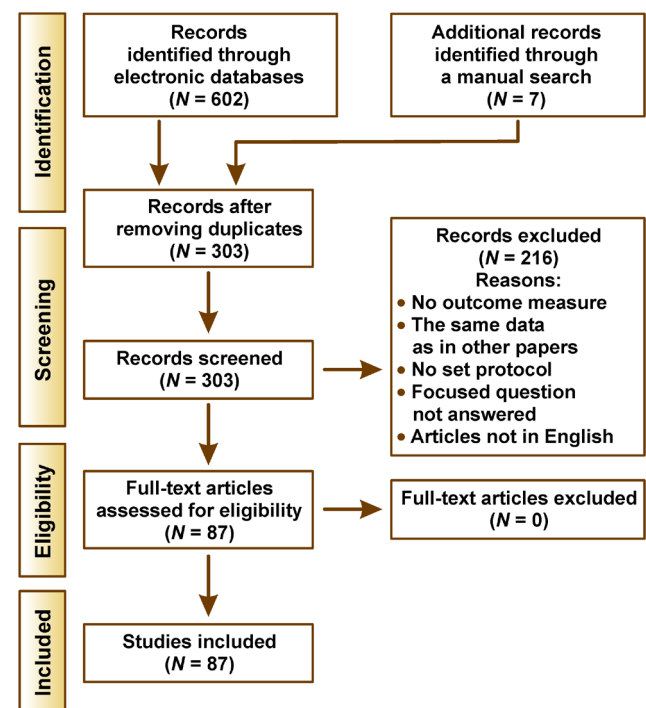 Identification
Records
identified through
electronic databases
(N = 602)
Additional records
identified through
a manual search
(N = 7)
Records after
removing duplicates
(N = 303)
Screening
Records screened
(N = 303)
Records excluded
(N = 216)
Reasons:
• No outcome measure
• The same data
as in other papers
• No set protocol
• Focused question
not answered
• Articles not in English
Eligibility
Full-text articles
assessed for eligibility
(N = 87)
Full-text articles excluded
(N = 0)
Included
Studies included
(N = 87)